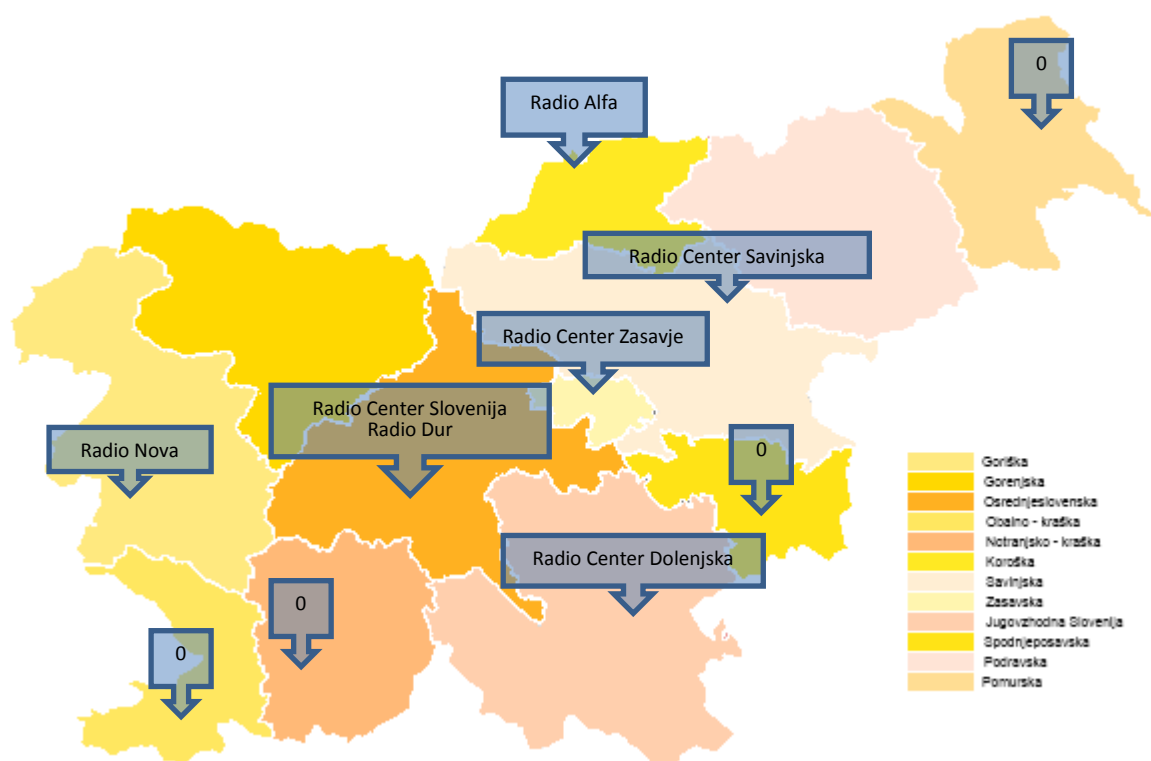 0
Radio Alfa
Radio Center Savinjska
Radio Center Zasavje
Radio Center Slovenija
Radio Dur
Radio Nova
0
Radio Center Dolenjska
0
0
Goriška
Gorenjska
Osrednjeslovenska
Obalno - kraška
Notranjsko - kraška
Koroška
Savinjska
Zasavska
Jugovzhodna Slovenija
Spodnjeposavska
Podravska
Pomurska